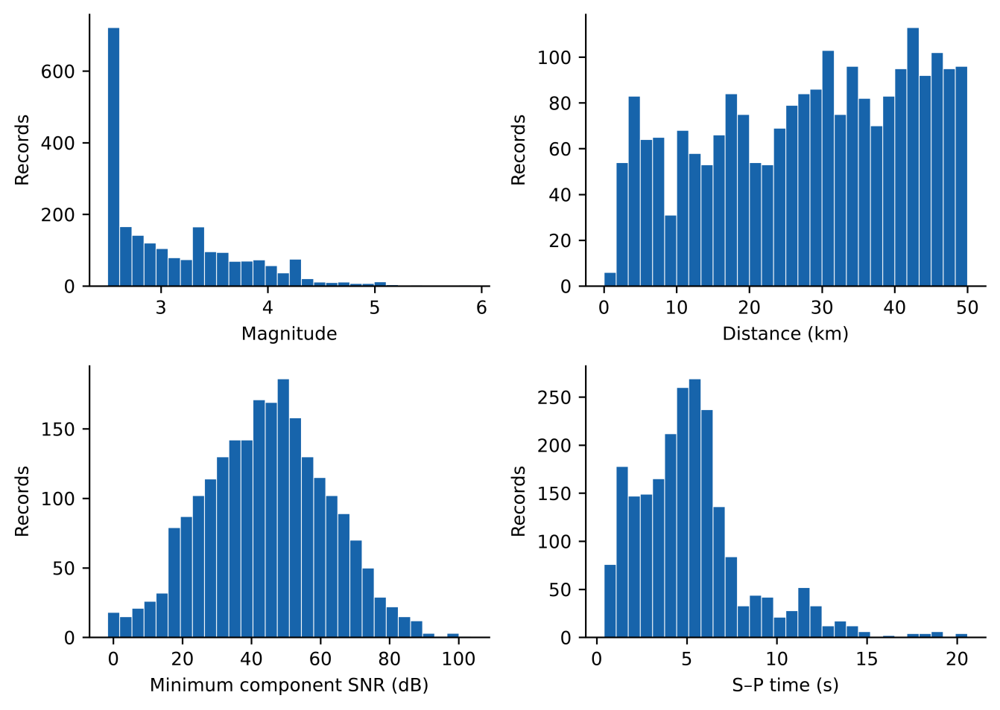 Records
600
400
200
0
3 4 5 6
Magnitude
Records
100
80
60
40
20
0
0 10 20 30 40 50
Distance (km)
Records
150
100
50
0
0 20 40 60 80 100
Minimum component SNR (dB)
Records
250
200
150
100
50
0
0 5 10 15 20
S–P time (s)